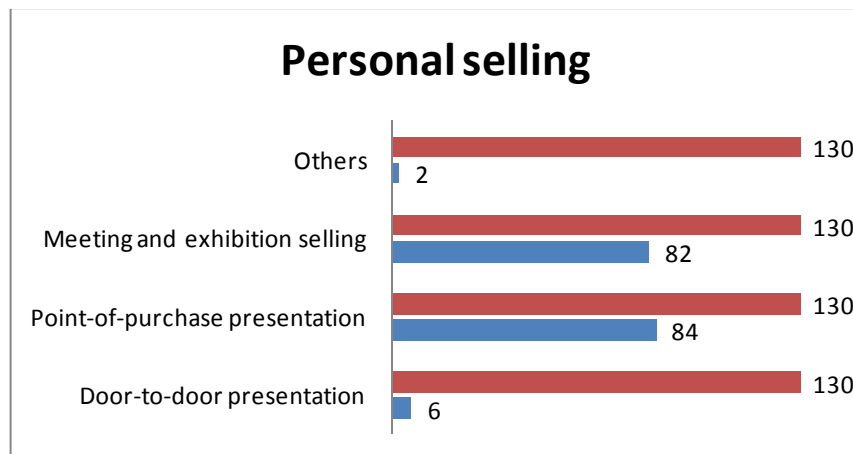 Personal selling
Others
130
2
Meeting and exhibition selling
130
82
Point-of-purchase presentation
130
84
Door-to-door presentation
130
6